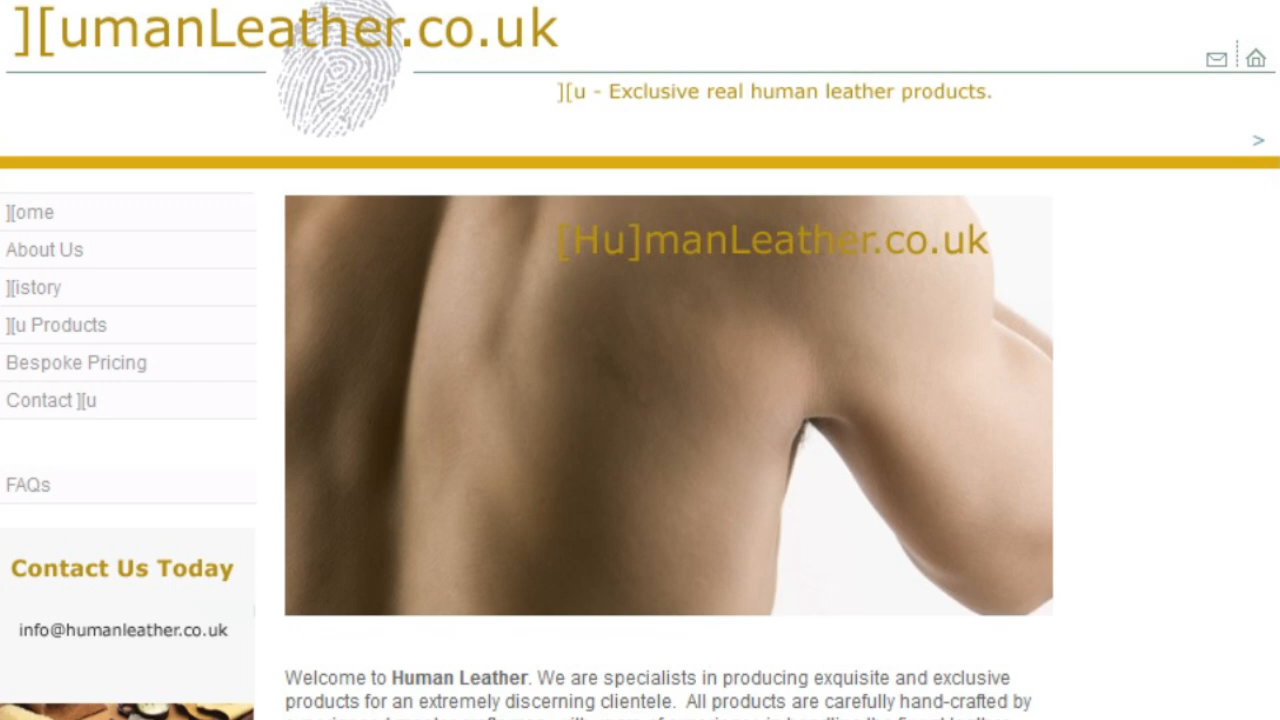 ][umanLeather.co.uk
][u - Exclusive real human leather products.
>
][ome
About Us
][istory
][u Products
Bespoke Pricing
Contact ][u
FAQs
Contact Us Today
info@humanleather.co.uk
[Hu]manLeather.co.uk
Welcome to Human Leather. We are specialists in producing exquisite and exclusive
products for an extremely discerning clientele. All products are carefully hand-crafted by